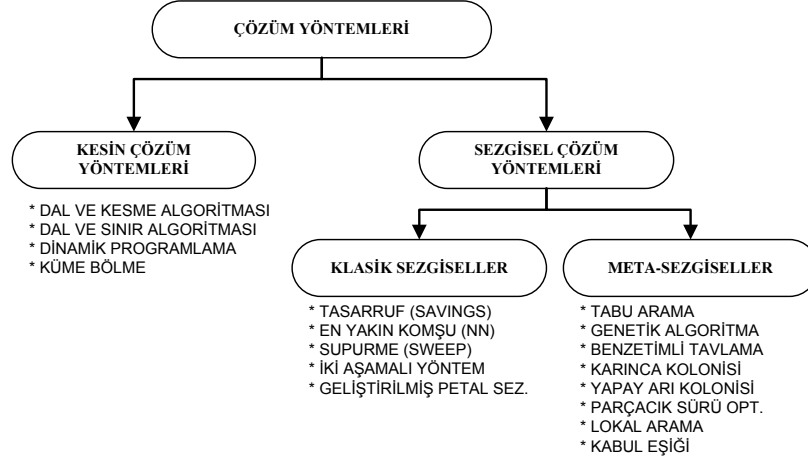 ÇÖZÜM YÖNTEMLERİ
KESİN ÇÖZÜM
YÖNTEMLERİ
* DAL VE KESME ALGORİTMASI
* DAL VE SINIR ALGORİTMASI
* DİNAMİK PROGRAMLAMA
* KÜME BÖLME
SEZGİSEL ÇÖZÜM
YÖNTEMLERİ
KLASİK SEZGİSELLER
* TASARRUF (SAVINGS)
* EN YAKIN KOMŞU (NN)
* SUPURME (SWEEP)
* İKİ AŞAMALI YÖNTEM
* GELİŞTİRİLMİŞ PETAL SEZ.
META-SEZGİSELLER
* TABU ARAMA
* GENETİK ALGORİTMA
* BENZETİMLİ TAVLAMA
* KARINCA KOLONİSİ
* YAPAY ARI KOLONİSİ
* PARÇACIK SÜRÜ OPT.
* LOKAL ARAMA
* KABUL EŞİĞİ